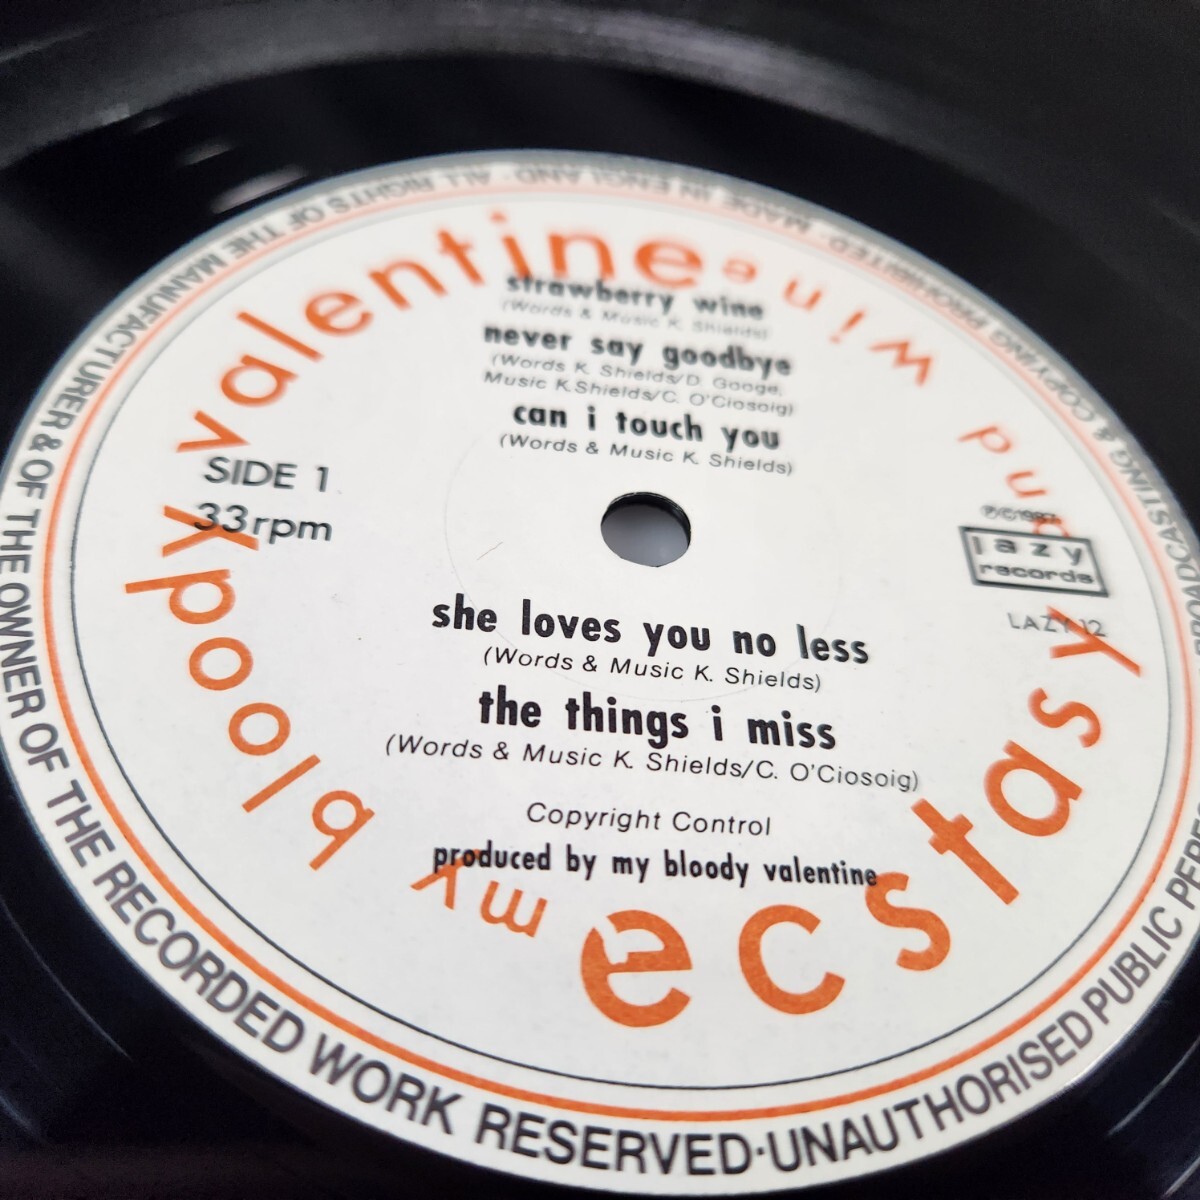 my bloody valentine
ecstasy and wine
strawberry wine
(Words & Music K. Shields)
never say goodbye
(Words K. Shields/D. Googe,
Music K.Shields/C. O'Ciosoig)
can i touch you
(Words & Music K. Shields)
SIDE 1
33rpm
ⓅⒸ1987
lazy
records
LAZY 12
she loves you no less
(Words & Music K. Shields)
the things i miss
(Words & Music K. Shields/C. O'Ciosoig)
Copyright Control
produced by my bloody valentine
MADE IN ENGLAND · ALL RIGHTS OF THE MANUFACTURER & OF THE OWNER OF THE RECORDED WORK RESERVED·UNAUTHORISED PUBLIC BROADCASTING & COPYING PROHIBITED ·